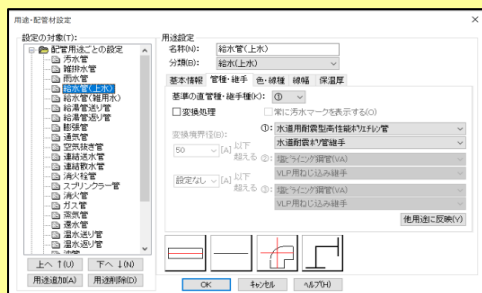 用途・配管材設定
設定の対象(T):
配管用途ごとの設定
汚水管
雑排水管
雨水管
給水管(上水)
給水管(雑用水)
給湯管送り管
給湯管返り管
膨張管
通気管
空気抜き管
連結送水管
連結散水管
消火栓管
スプリンクラー管
消火管
ガス管
蒸気管
還水管
温水送り管
温水返り管
上へ ↑(U)
下へ ↓(N)
用途追加(A)
用途削除(D)
用途設定
名称(N): 給水管(上水)
分類(B): 給水(上水)
基本情報 管種・継手 色・線種 線幅 保温厚
基準の直管種・継手種(K): ①
変換処理
常に汚水マークを表示する(O)
変換境界径(B):
①: 水道用耐震型高性能ポリエチレン管
水道耐震ポリ管継手
50 [A] 以下
越える ②: 塩ビライニング鋼管(VA)
VLP用ねじ込み継手
設定なし [A] 以下
越える ③: 塩ビライニング鋼管(VA)
VLP用ねじ込み継手
他用途に反映(Y)
OK
キャンセル
ヘルプ(H)